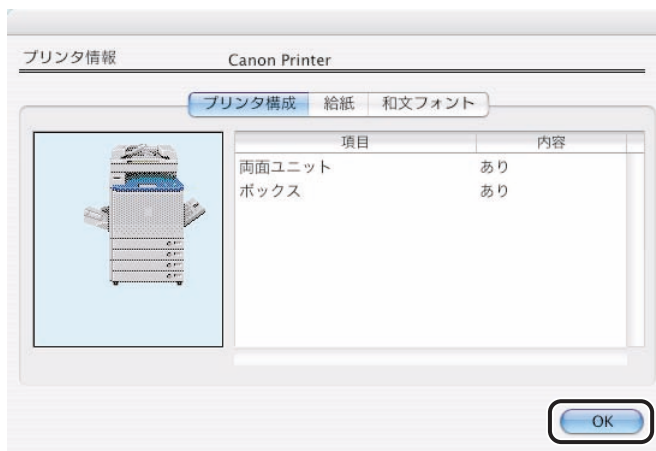 プリンタ情報 Canon Printer
プリンタ構成 給紙 和文フォント
項目 内容
両面ユニット あり
ボックス あり
OK